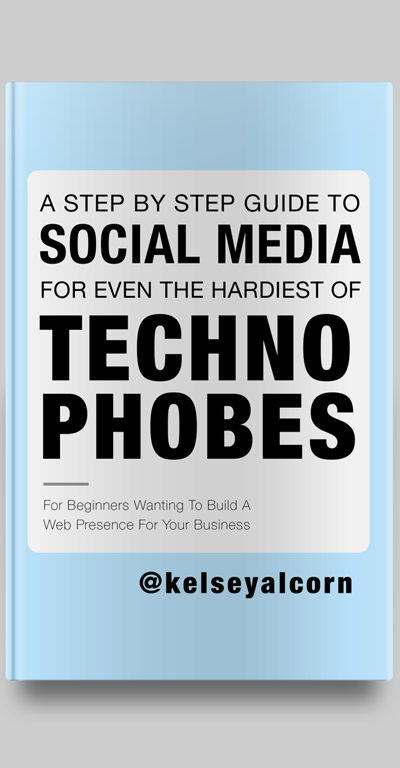 A STEP BY STEP GUIDE TO
SOCIAL MEDIA
FOR EVEN THE HARDIEST OF
TECHNO
PHOBES
For Beginners Wanting To Build A
Web Presence For Your Business
@kelseyalcorn